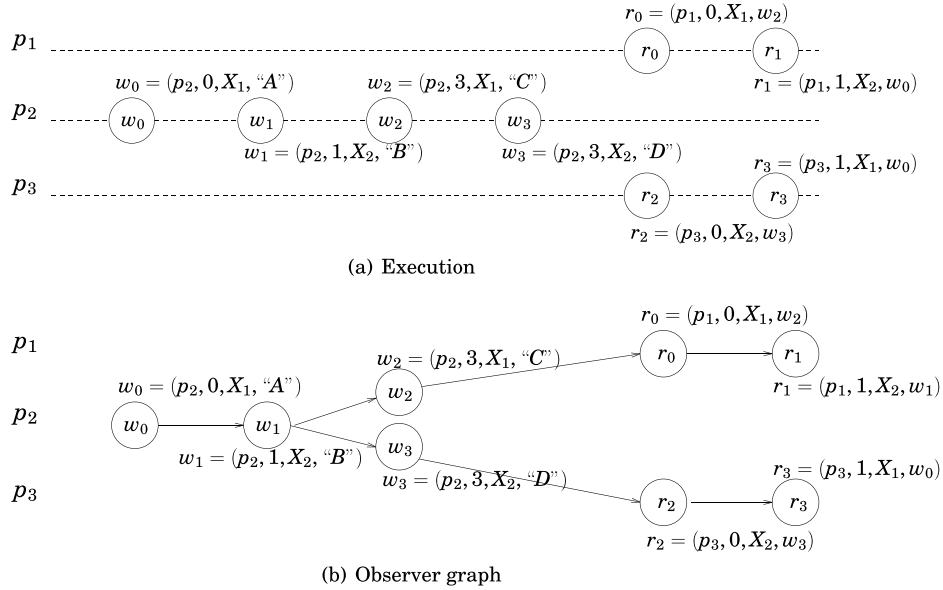 r₀ = (p₁, 0, X₁, w₂)
p₁ r₀ r₁
w₀ = (p₂, 0, X₁, “A”) w₂ = (p₂, 3, X₁, “C”) r₁ = (p₁, 1, X₂, w₀)
p₂ w₀ w₁ w₂ w₃
w₁ = (p₂, 1, X₂, “B”) w₃ = (p₂, 3, X₂, “D”) r₃ = (p₃, 1, X₁, w₀)
p₃ r₂ r₃
r₂ = (p₃, 0, X₂, w₃)
(a) Execution
r₀ = (p₁, 0, X₁, w₂)
p₁ r₀ r₁
w₂ = (p₂, 3, X₁, “C”)
w₀ = (p₂, 0, X₁, “A”) w₂ r₁ = (p₁, 1, X₂, w₁)
p₂ w₀ w₁
w₃
w₁ = (p₂, 1, X₂, “B”) r₃ = (p₃, 1, X₁, w₀)
w₃ = (p₂, 3, X₂, “D”)
p₃ r₂ r₃
r₂ = (p₃, 0, X₂, w₃)
(b) Observer graph